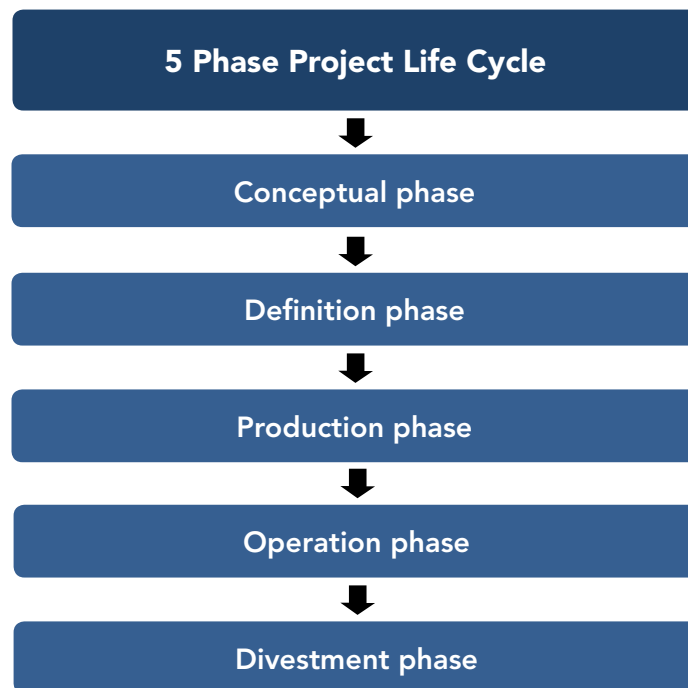 5 Phase Project Life Cycle
Conceptual phase
Definition phase
Production phase
Operation phase
Divestment phase